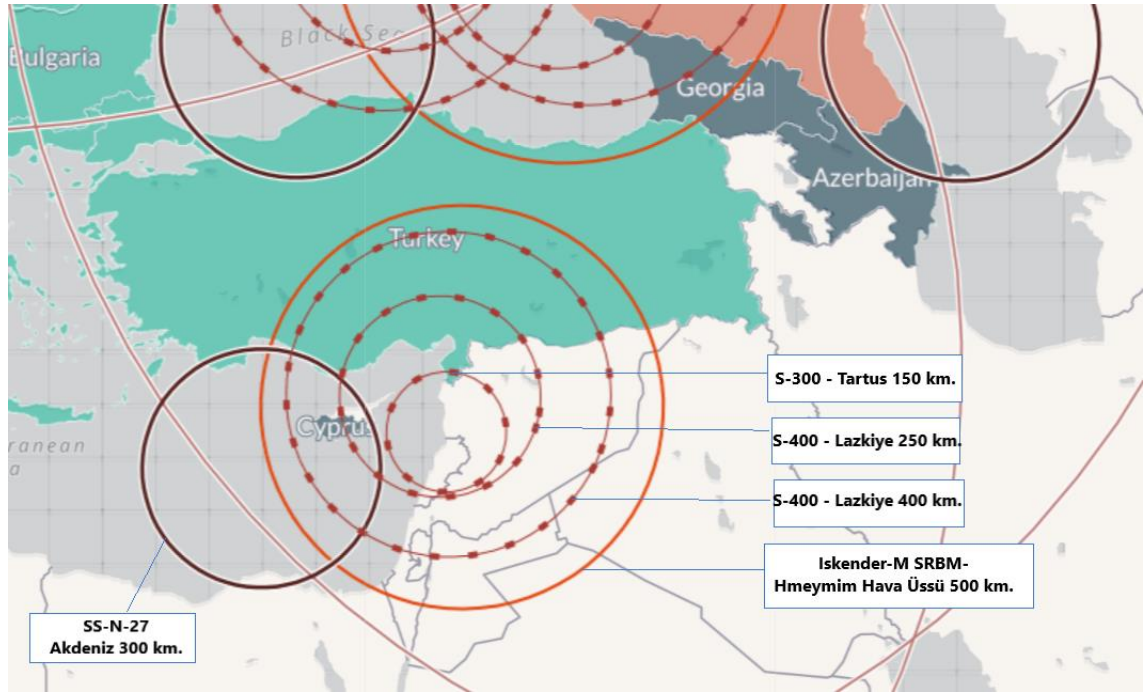 Black Sea
Bulgaria
Georgia
Azerbaijan
Turkey
S-300 - Tartus 150 km.
Cyprus
S-400 - Lazkiye 250 km.
ranean
a
S-400 - Lazkiye 400 km.
Iskender-M SRBM-
Hmeymim Hava Üssü 500 km.
SS-N-27
Akdeniz 300 km.